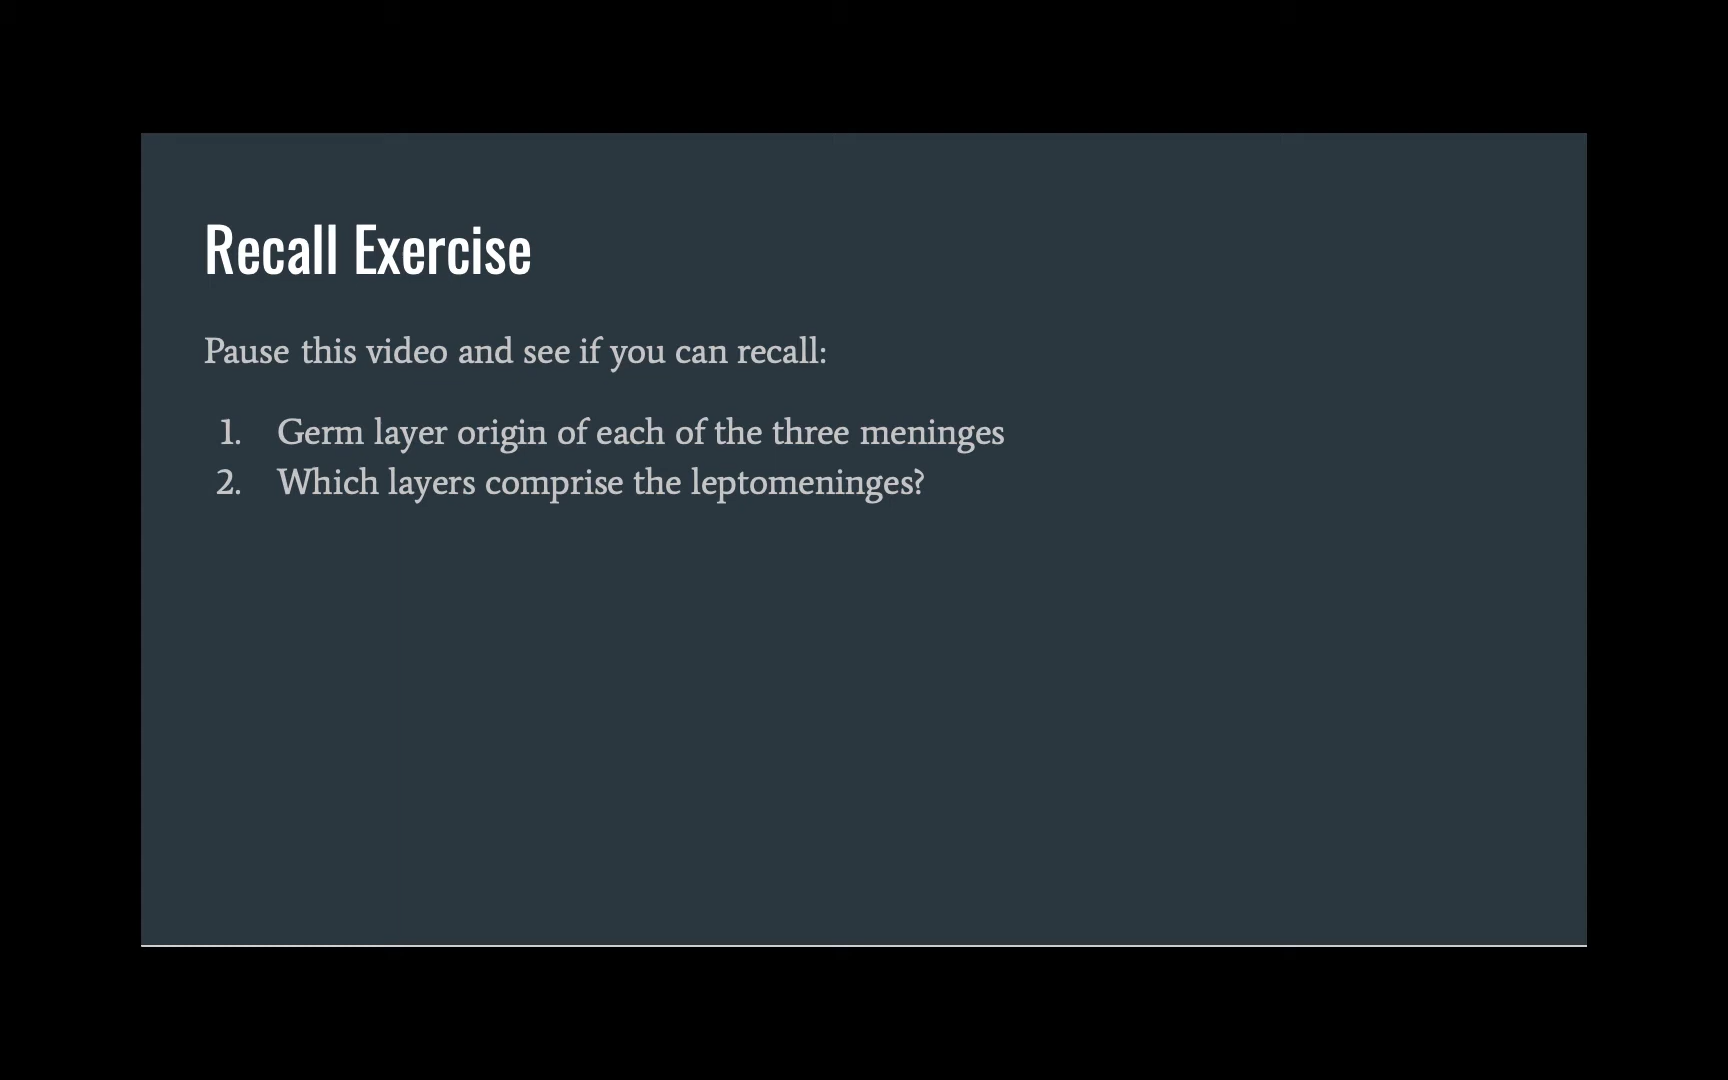 Recall Exercise
Pause this video and see if you can recall:
1. Germ layer origin of each of the three meninges
2. Which layers comprise the leptomeninges?